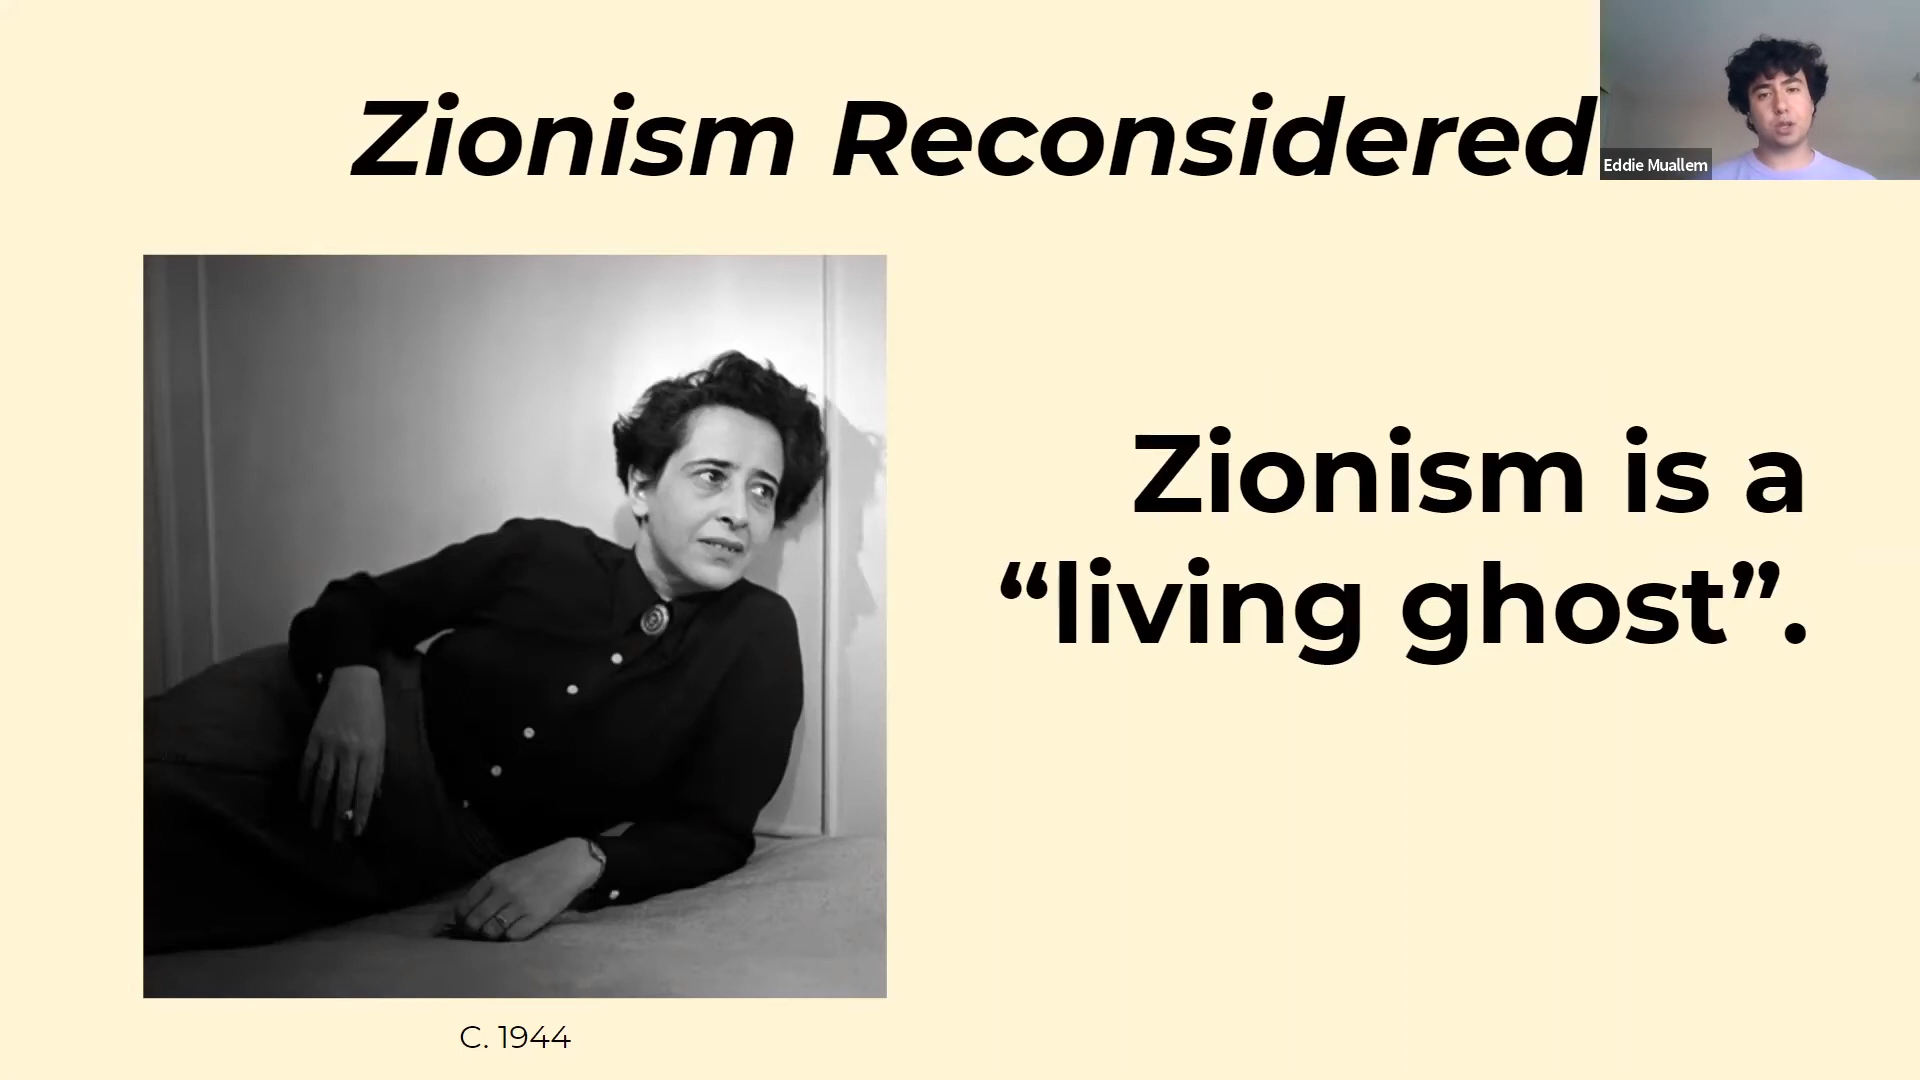 Zionism Reconsidered
Eddie Muallem
Zionism is a
“living ghost”.
C. 1944